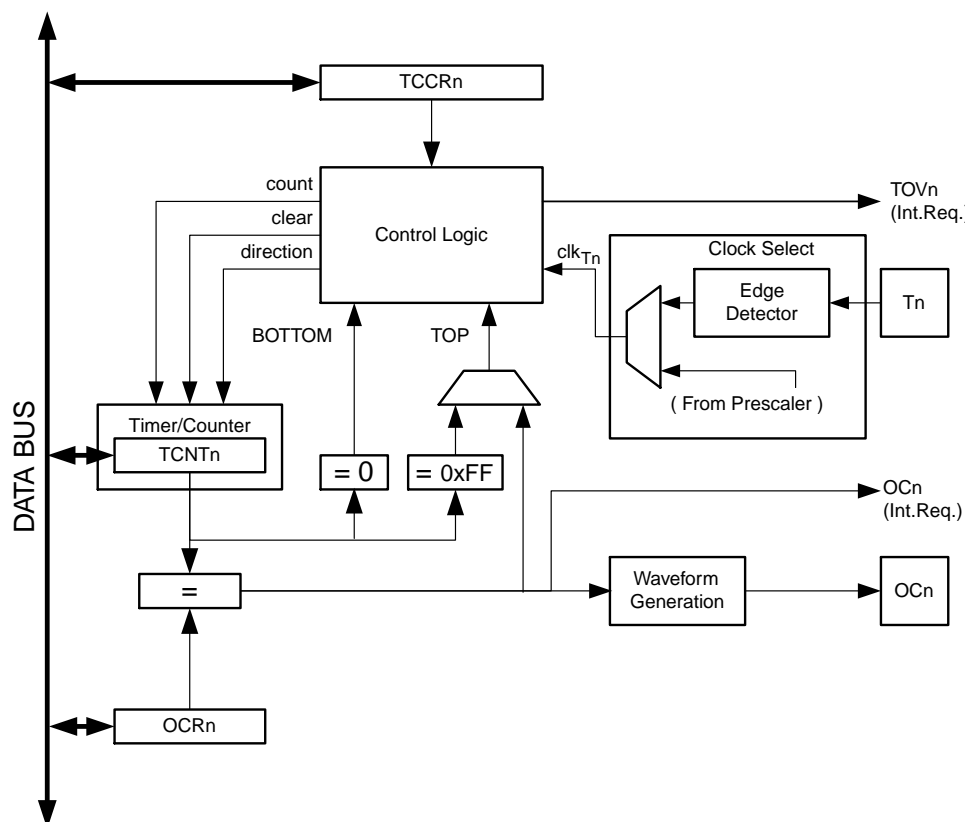 TCCRn
count
TOVn
(Int.Req.)
clear
Control Logic
Clock Select
direction
clkTn
Edge
Detector
Tn
BOTTOM
TOP
( From Prescaler )
Timer/Counter
TCNTn
= 0
= 0xFF
DATA BUS
OCn
(Int.Req.)
=
Waveform
Generation
OCn
OCRn